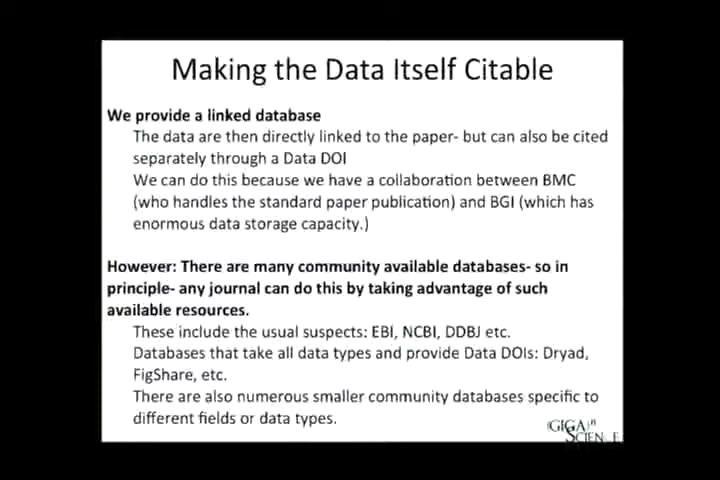 Making the Data Itself Citable
We provide a linked database
The data are then directly linked to the paper- but can also be cited
separately through a Data DOI
We can do this because we have a collaboration between BMC
(who handles the standard paper publication) and BGI (which has
enormous data storage capacity.)
However: There are many community available databases- so in
principle- any journal can do this by taking advantage of such
available resources.
These include the usual suspects: EBI, NCBI, DDBJ etc.
Databases that take all data types and provide Data DOIs: Dryad,
FigShare, etc.
There are also numerous smaller community databases specific to
different fields or data types.
(GIGA)n
SCIENCE